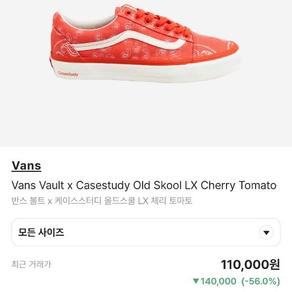 Casestudy
Vans
Vans Vault x Casestudy Old Skool LX Cherry Tomato
반스 볼트 x 케이스스터디 올드스쿨 LX 체리 토마토
모든 사이즈
최근 거래가
110,000원
▼140,000 (-56.0%)